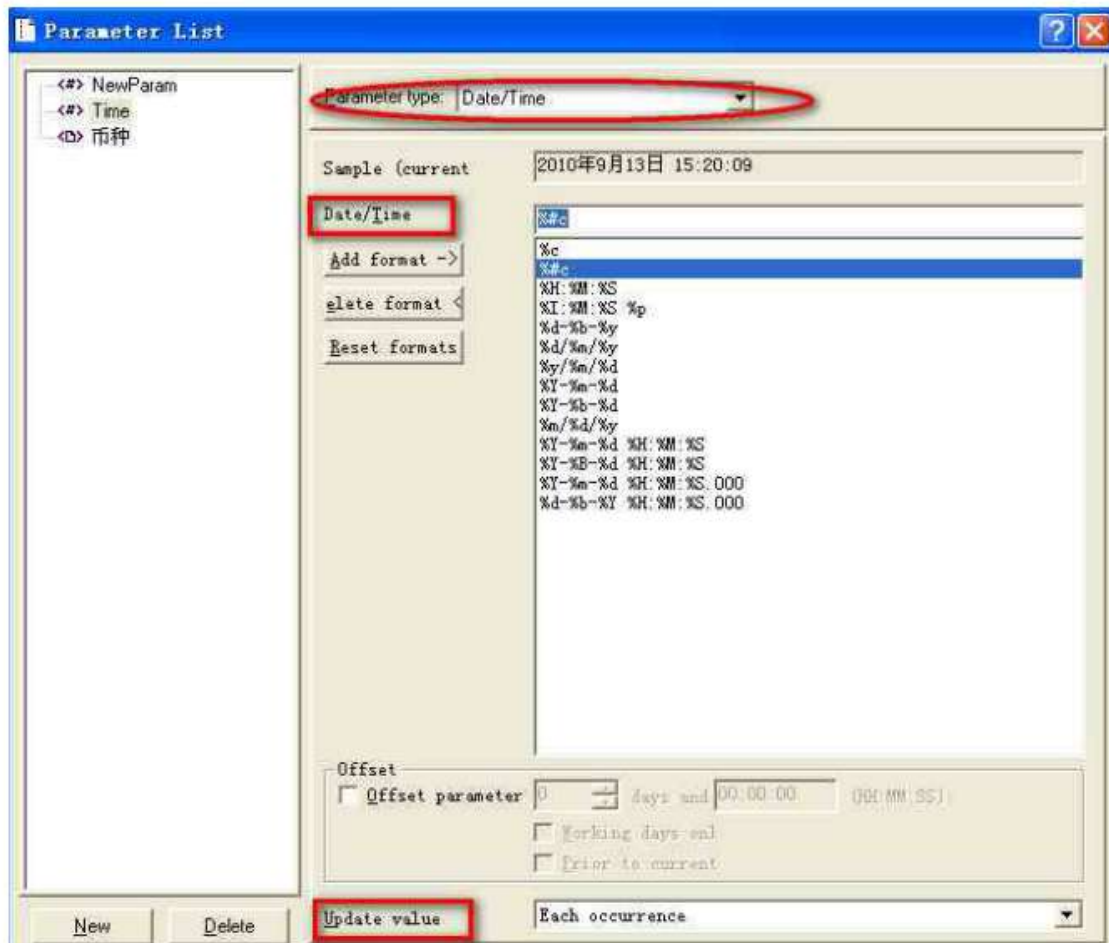 Parameter List
<#> NewParam
<#> Time
<D> 币种
Parameter type: Date/Time
Sample (current
2010年9月13日 15:20:09
Date/Time
%#c
Add format ->
elete format <
Reset formats
%c
%#c
%H:%M:%S
%I:%M:%S %p
%d-%b-%y
%d/%m/%y
%y/%m/%d
%Y-%m-%d
%Y-%b-%d
%m/%d/%y
%Y-%m-%d %H:%M:%S
%Y-%B-%d %H:%M:%S
%Y-%m-%d %H:%M:%S.000
%d-%b-%Y %H:%M:%S.000
Offset
Offset parameter 0 days and 00:00:00 (HH:MM:SS)
Working days onl
Prior to current
Update value
Each occurrence
New
Delete